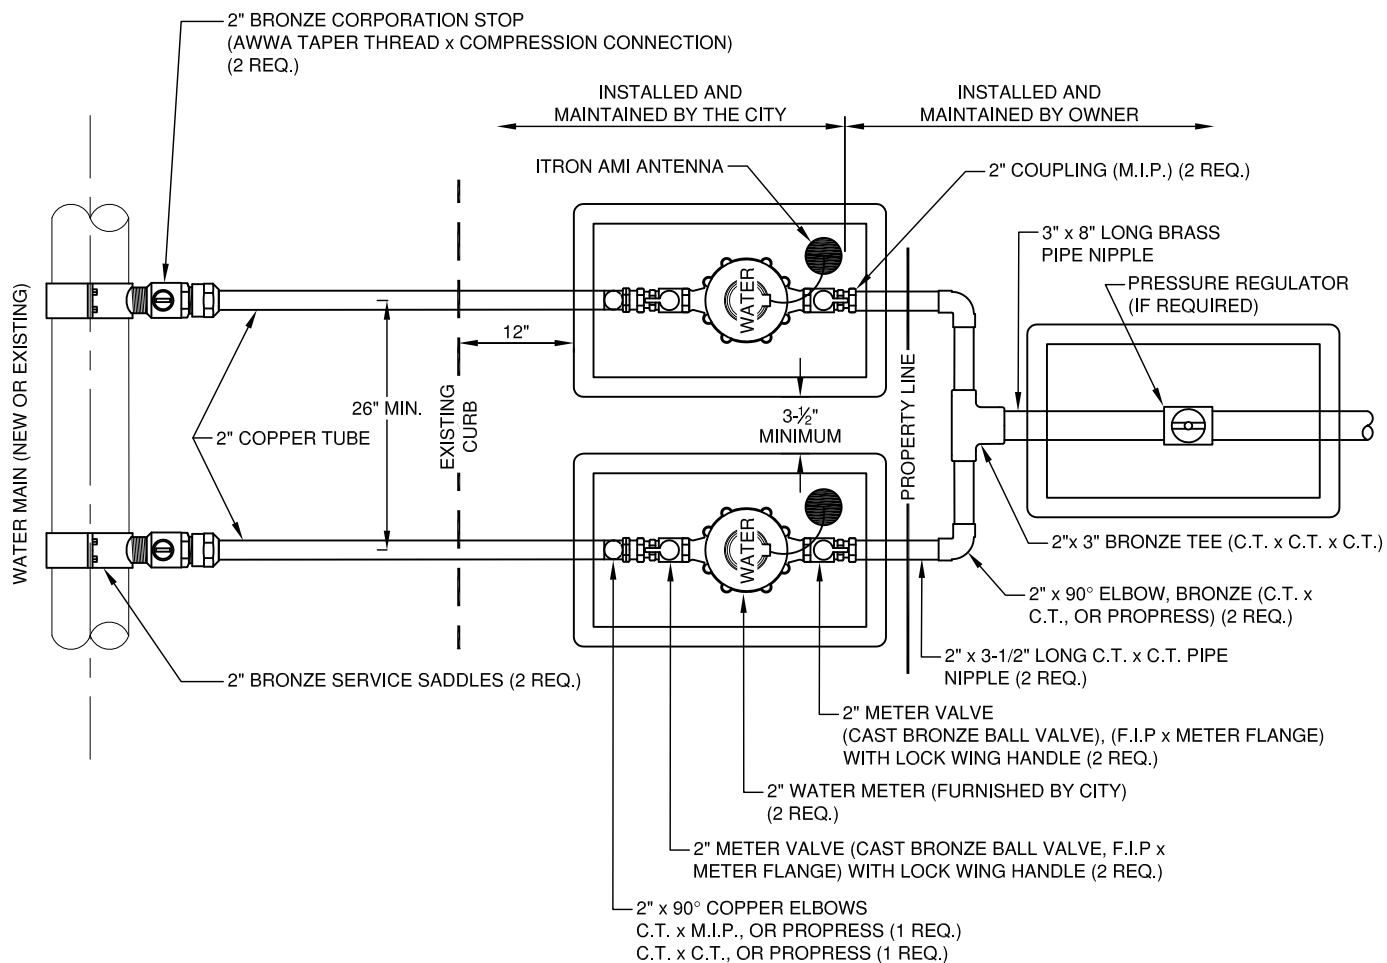 2" BRONZE CORPORATION STOP
(AWWA TAPER THREAD x COMPRESSION CONNECTION)
(2 REQ.)
INSTALLED AND
MAINTAINED BY THE CITY
INSTALLED AND
MAINTAINED BY OWNER
ITRON AMI ANTENNA
2" COUPLING (M.I.P.) (2 REQ.)
3" x 8" LONG BRASS
PIPE NIPPLE
PRESSURE REGULATOR
(IF REQUIRED)
WATER MAIN (NEW OR EXISTING)
WATER
12"
26" MIN.
EXISTING
CURB
3-½"
MINIMUM
PROPERTY LINE
2" COPPER TUBE
WATER
2"x 3" BRONZE TEE (C.T. x C.T. x C.T.)
2" x 90° ELBOW, BRONZE (C.T. x
C.T., OR PROPRESS) (2 REQ.)
2" x 3-1/2" LONG C.T. x C.T. PIPE
NIPPLE (2 REQ.)
2" BRONZE SERVICE SADDLES (2 REQ.)
2" METER VALVE
(CAST BRONZE BALL VALVE), (F.I.P x METER FLANGE)
WITH LOCK WING HANDLE (2 REQ.)
2" WATER METER (FURNISHED BY CITY)
(2 REQ.)
2" METER VALVE (CAST BRONZE BALL VALVE, F.I.P x
METER FLANGE) WITH LOCK WING HANDLE (2 REQ.)
2" x 90° COPPER ELBOWS
C.T. x M.I.P., OR PROPRESS (1 REQ.)
C.T. x C.T., OR PROPRESS (1 REQ.)